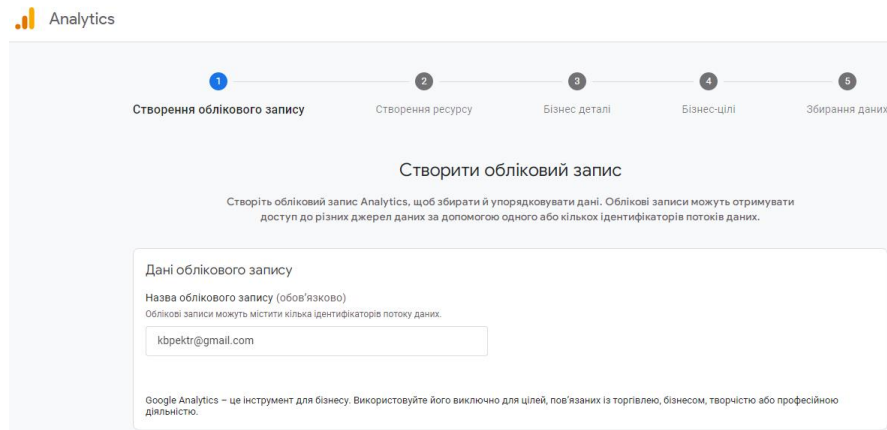 Analytics
1 2 3 4 5
Створення облікового запису Створення ресурсу Бізнес деталі Бізнес-цілі Збирання даних
Створити обліковий запис
Створіть обліковий запис Analytics, щоб збирати й упорядковувати дані. Облікові записи можуть отримувати
доступ до різних джерел даних за допомогою одного або кількох ідентифікаторів потоків даних.
Дані облікового запису
Назва облікового запису (обов’язково)
Облікові записи можуть містити кілька ідентифікаторів потоку даних.
kbpektr@gmail.com
Google Analytics – це інструмент для бізнесу. Використовуйте його виключно для цілей, пов’язаних із торгівлею, бізнесом, творчістю або професійною
діяльністю.